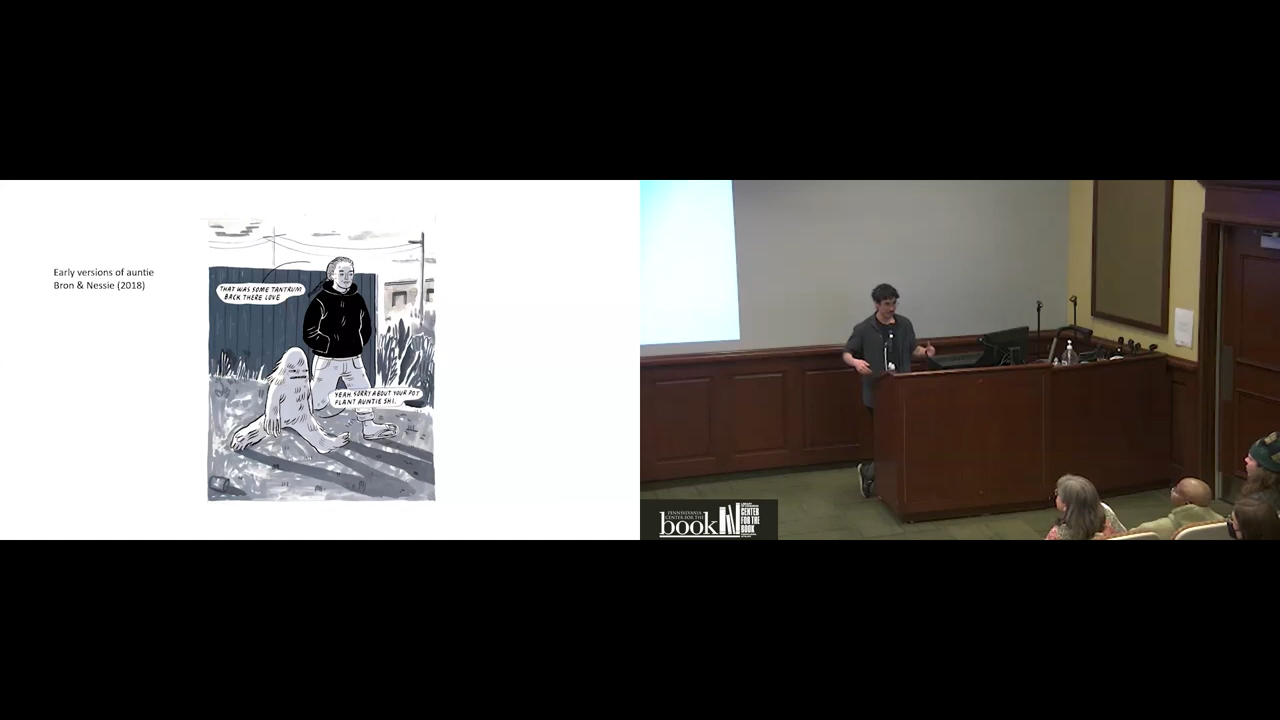 Early versions of auntie
Bron & Nessie (2018)
THAT WAS SOME TANTRUM
BACK THERE LOVE
YEAH. SORRY ABOUT YOUR POT
PLANT AUNTIE SHI.
PENNSYLVANIA
CENTER FOR THE
book
CENTER
FOR THE
BOOK